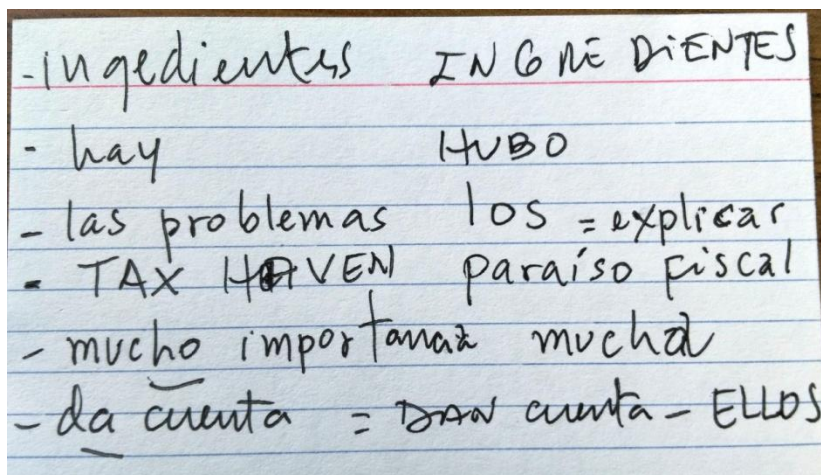 - ingedientes INGREDIENTES
- hay HUBO
- las problemas los = explicar
- TAX HAVEN paraíso fiscal
- mucho importancia mucha
- da cuenta = DAN cuenta - ELLOS